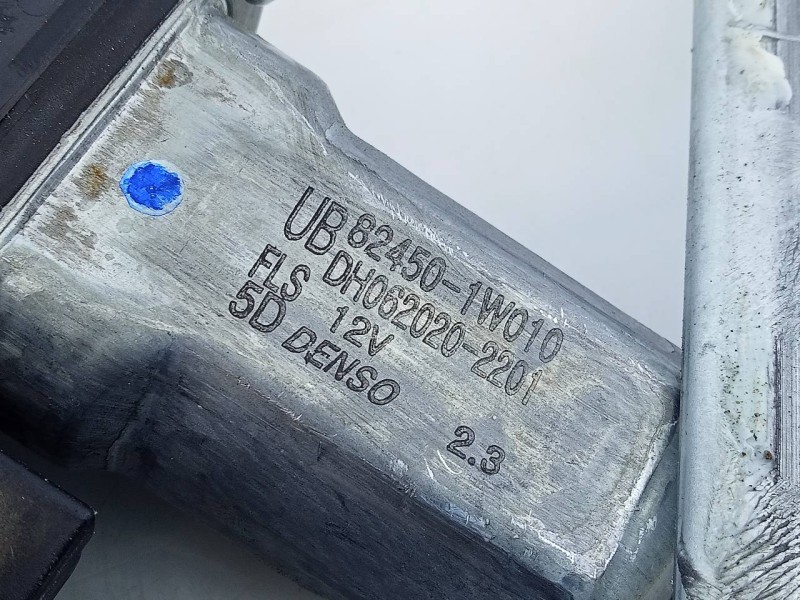 UB 82450-1W010
DH062020-2201
FLS 12V
5D DENSO
2.3